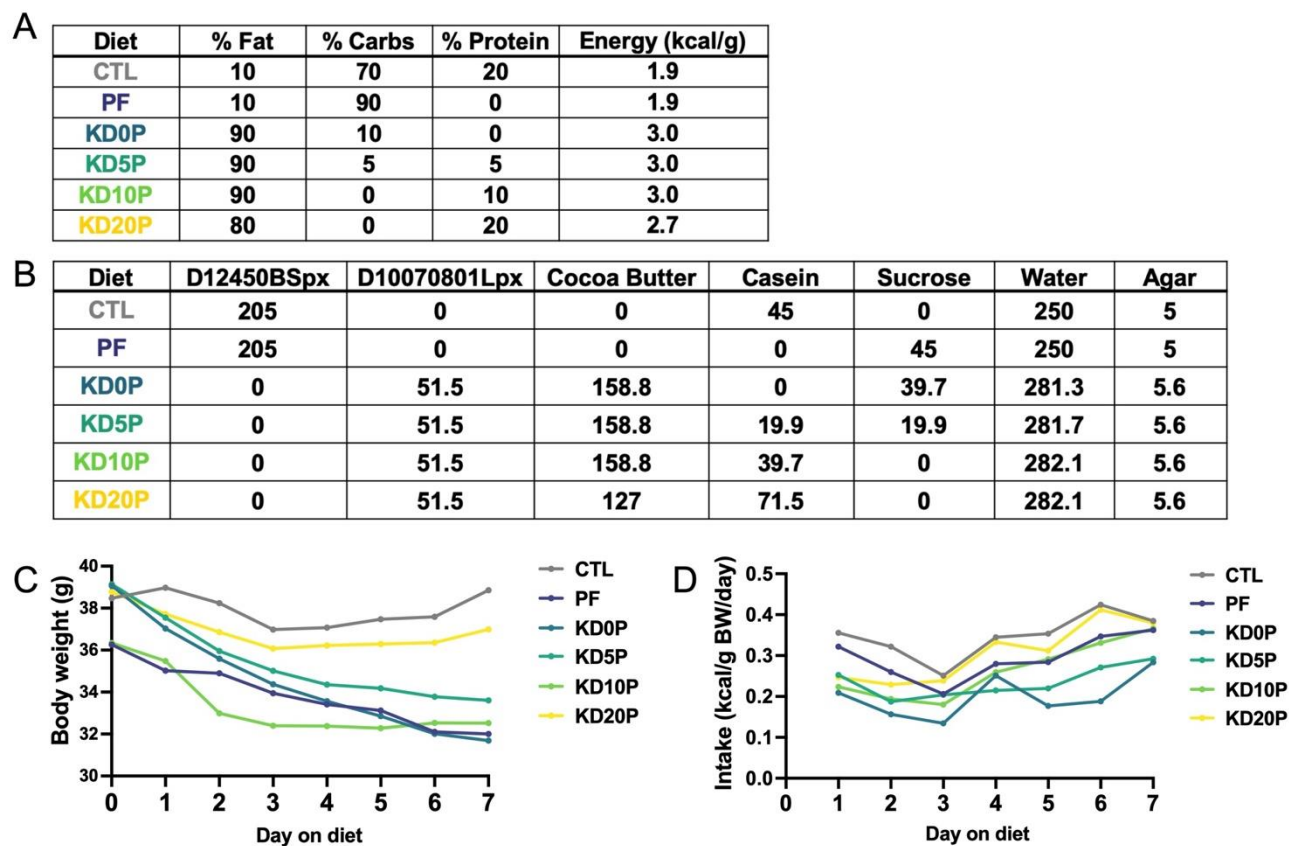 A
Diet % Fat % Carbs % Protein Energy (kcal/g)
CTL 10 70 20 1.9
PF 10 90 0 1.9
KD0P 90 10 0 3.0
KD5P 90 5 5 3.0
KD10P 90 0 10 3.0
KD20P 80 0 20 2.7
B
Diet D12450BSpx D10070801Lpx Cocoa Butter Casein Sucrose Water Agar
CTL 205 0 0 45 0 250 5
PF 205 0 0 0 45 250 5
KD0P 0 51.5 158.8 0 39.7 281.3 5.6
KD5P 0 51.5 158.8 19.9 19.9 281.7 5.6
KD10P 0 51.5 158.8 39.7 0 282.1 5.6
KD20P 0 51.5 127 71.5 0 282.1 5.6
C
Body weight (g)
40
38
36
34
32
30
0 1 2 3 4 5 6 7
Day on diet
CTL
PF
KD0P
KD5P
KD10P
KD20P
D
Intake (kcal/g BW/day)
0.5
0.4
0.3
0.2
0.1
0.0
0 1 2 3 4 5 6 7
Day on diet
CTL
PF
KD0P
KD5P
KD10P
KD20P